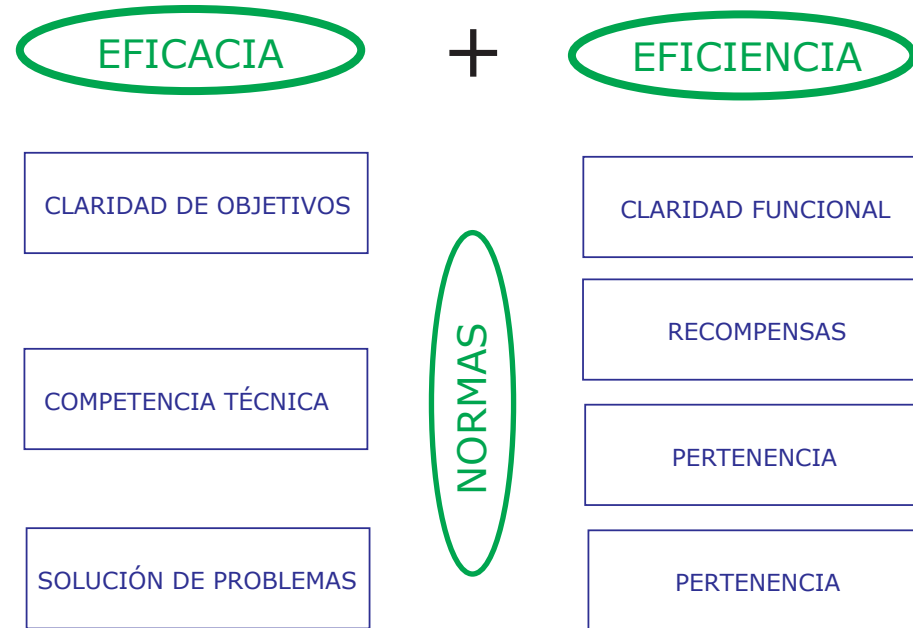 EFICACIA + EFICIENCIA
CLARIDAD DE OBJETIVOS
COMPETENCIA TÉCNICA
SOLUCIÓN DE PROBLEMAS
NORMAS
CLARIDAD FUNCIONAL
RECOMPENSAS
PERTENENCIA
PERTENENCIA